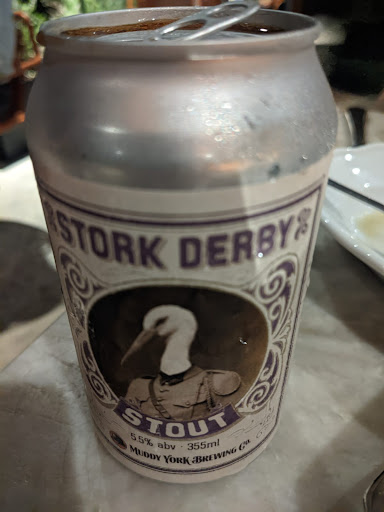 STORK DERBY
STOUT
5.5% abv · 355ml
MUDDY YORK BREWING Co.